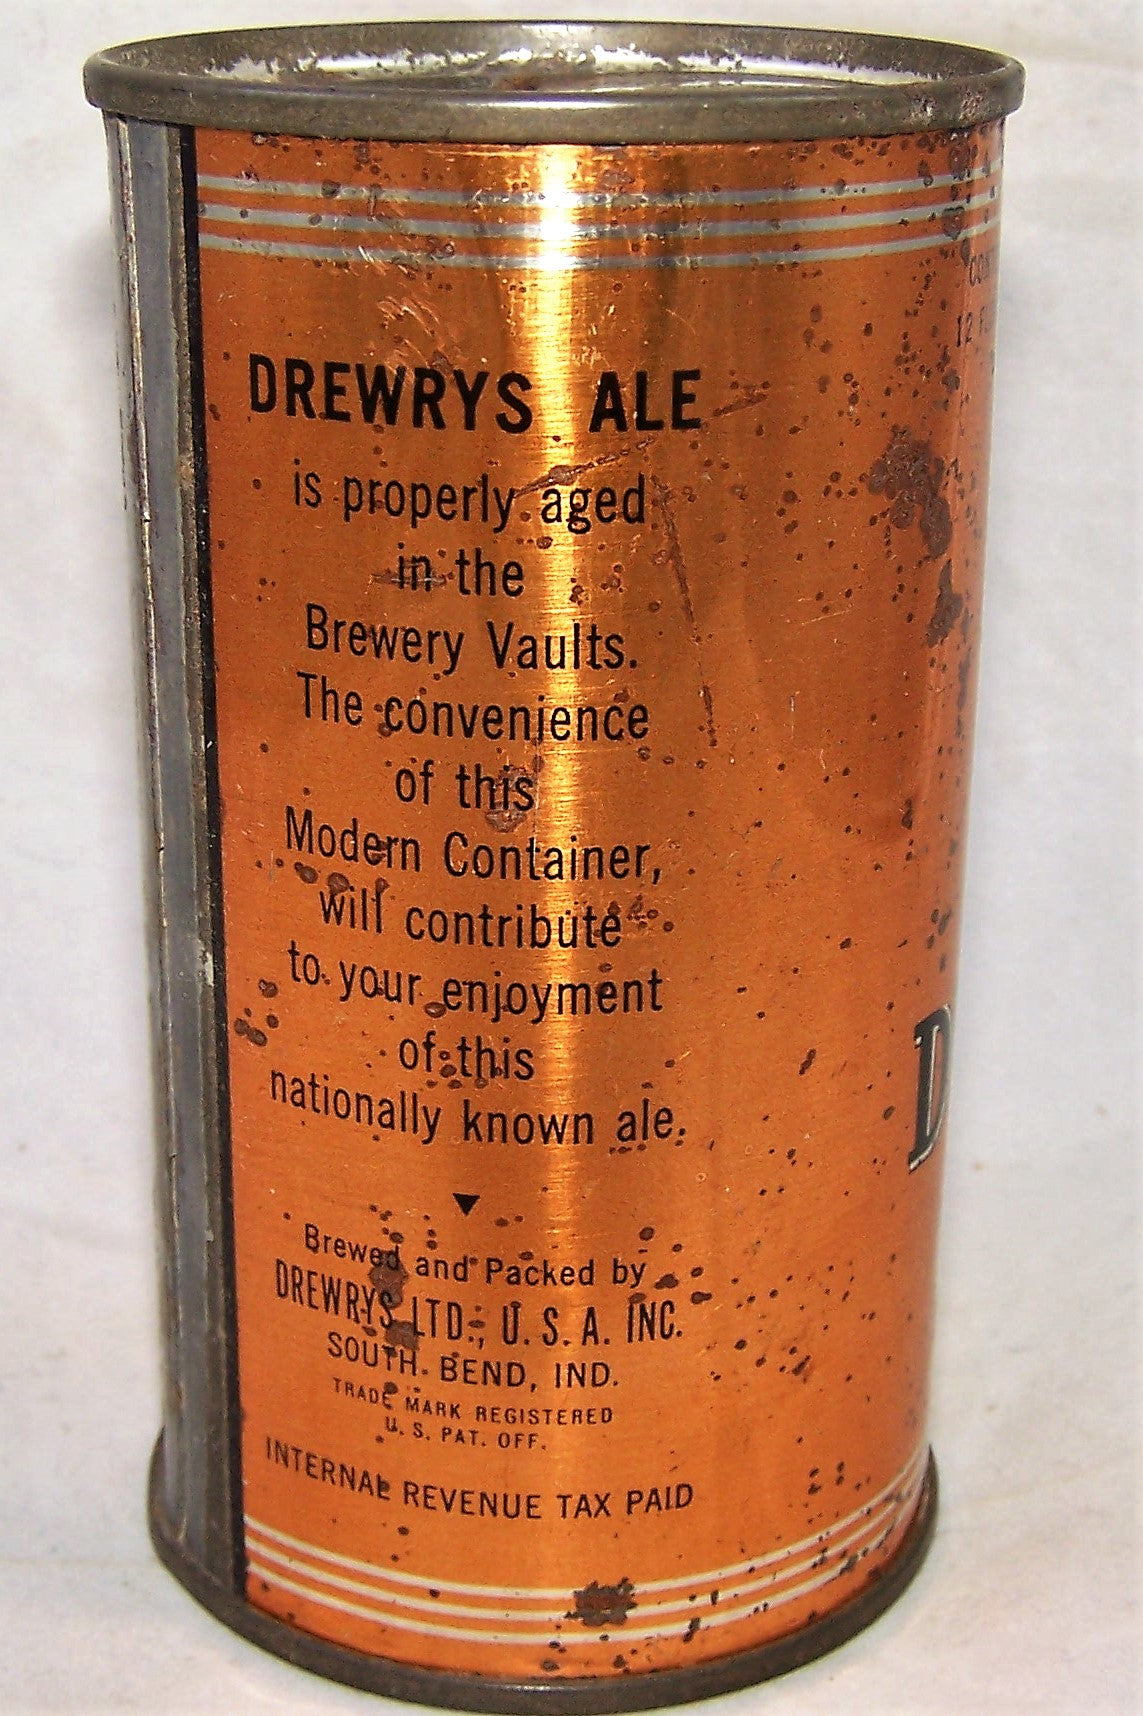 DREWRYS ALE
is properly aged
in the
Brewery Vaults.
The convenience
of this
Modern Container,
will contribute
to your enjoyment
of this
nationally known ale.
Brewed and Packed by
DREWRYS LTD., U. S. A. INC.
SOUTH BEND, IND.
TRADE MARK REGISTERED
U. S. PAT. OFF.
INTERNAL REVENUE TAX PAID
12